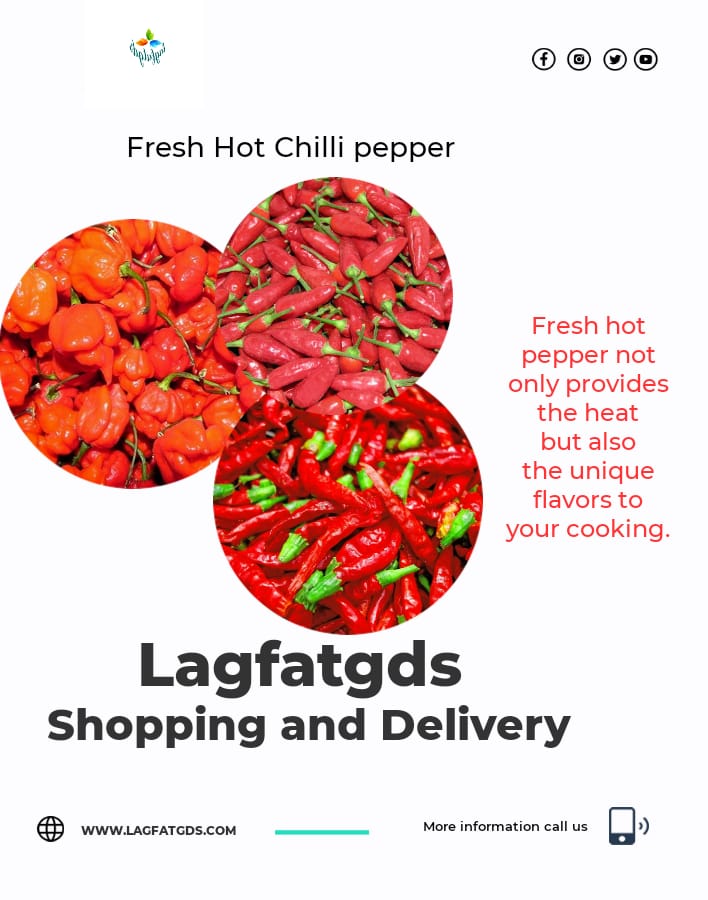 Fresh Hot Chilli pepper
Fresh hot
pepper not
only provides
the heat
but also
the unique
flavors to
your cooking.
Lagfatgds
Shopping and Delivery
WWW.LAGFATGDS.COM
More information call us